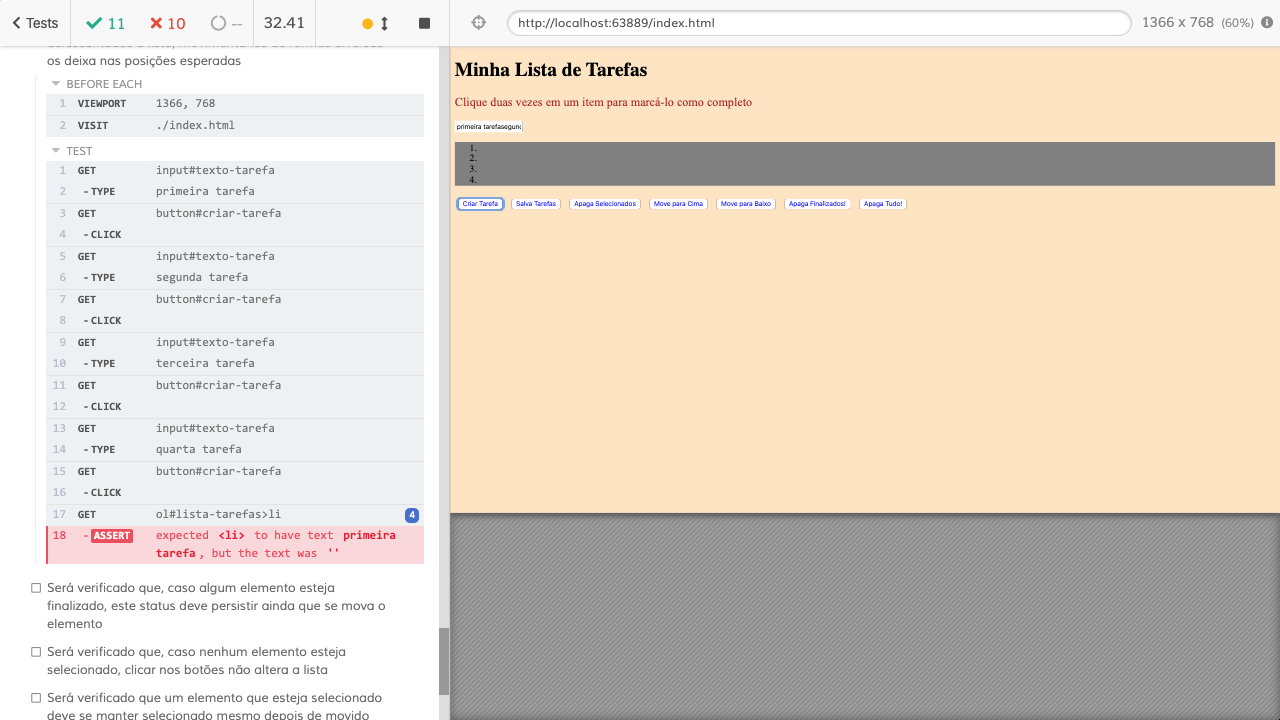 Tests
11
10
--
32.41
http://localhost:63889/index.html
1366 x 768 (60%)
os deixa nas posições esperadas
BEFORE EACH
1 VIEWPORT 1366, 768
2 VISIT ./index.html
TEST
1 GET input#texto-tarefa
2 -TYPE primeira tarefa
3 GET button#criar-tarefa
4 -CLICK
5 GET input#texto-tarefa
6 -TYPE segunda tarefa
7 GET button#criar-tarefa
8 -CLICK
9 GET input#texto-tarefa
10 -TYPE terceira tarefa
11 GET button#criar-tarefa
12 -CLICK
13 GET input#texto-tarefa
14 -TYPE quarta tarefa
15 GET button#criar-tarefa
16 -CLICK
17 GET ol#lista-tarefas>li 4
18 -ASSERT expected <li> to have text primeira
tarefa, but the text was ''
Será verificado que, caso algum elemento esteja
finalizado, este status deve persistir ainda que se mova o
elemento
Será verificado que, caso nenhum elemento esteja
selecionado, clicar nos botões não altera a lista
Será verificado que um elemento que esteja selecionado
deve se manter selecionado mesmo depois de movido
Minha Lista de Tarefas
Clique duas vezes em um item para marcá-lo como completo
primeira tarefasegund
1.
2.
3.
4.
Criar Tarefa
Salva Tarefas
Apaga Selecionados
Move para Cima
Move para Baixo
Apaga Finalizados!
Apaga Tudo!